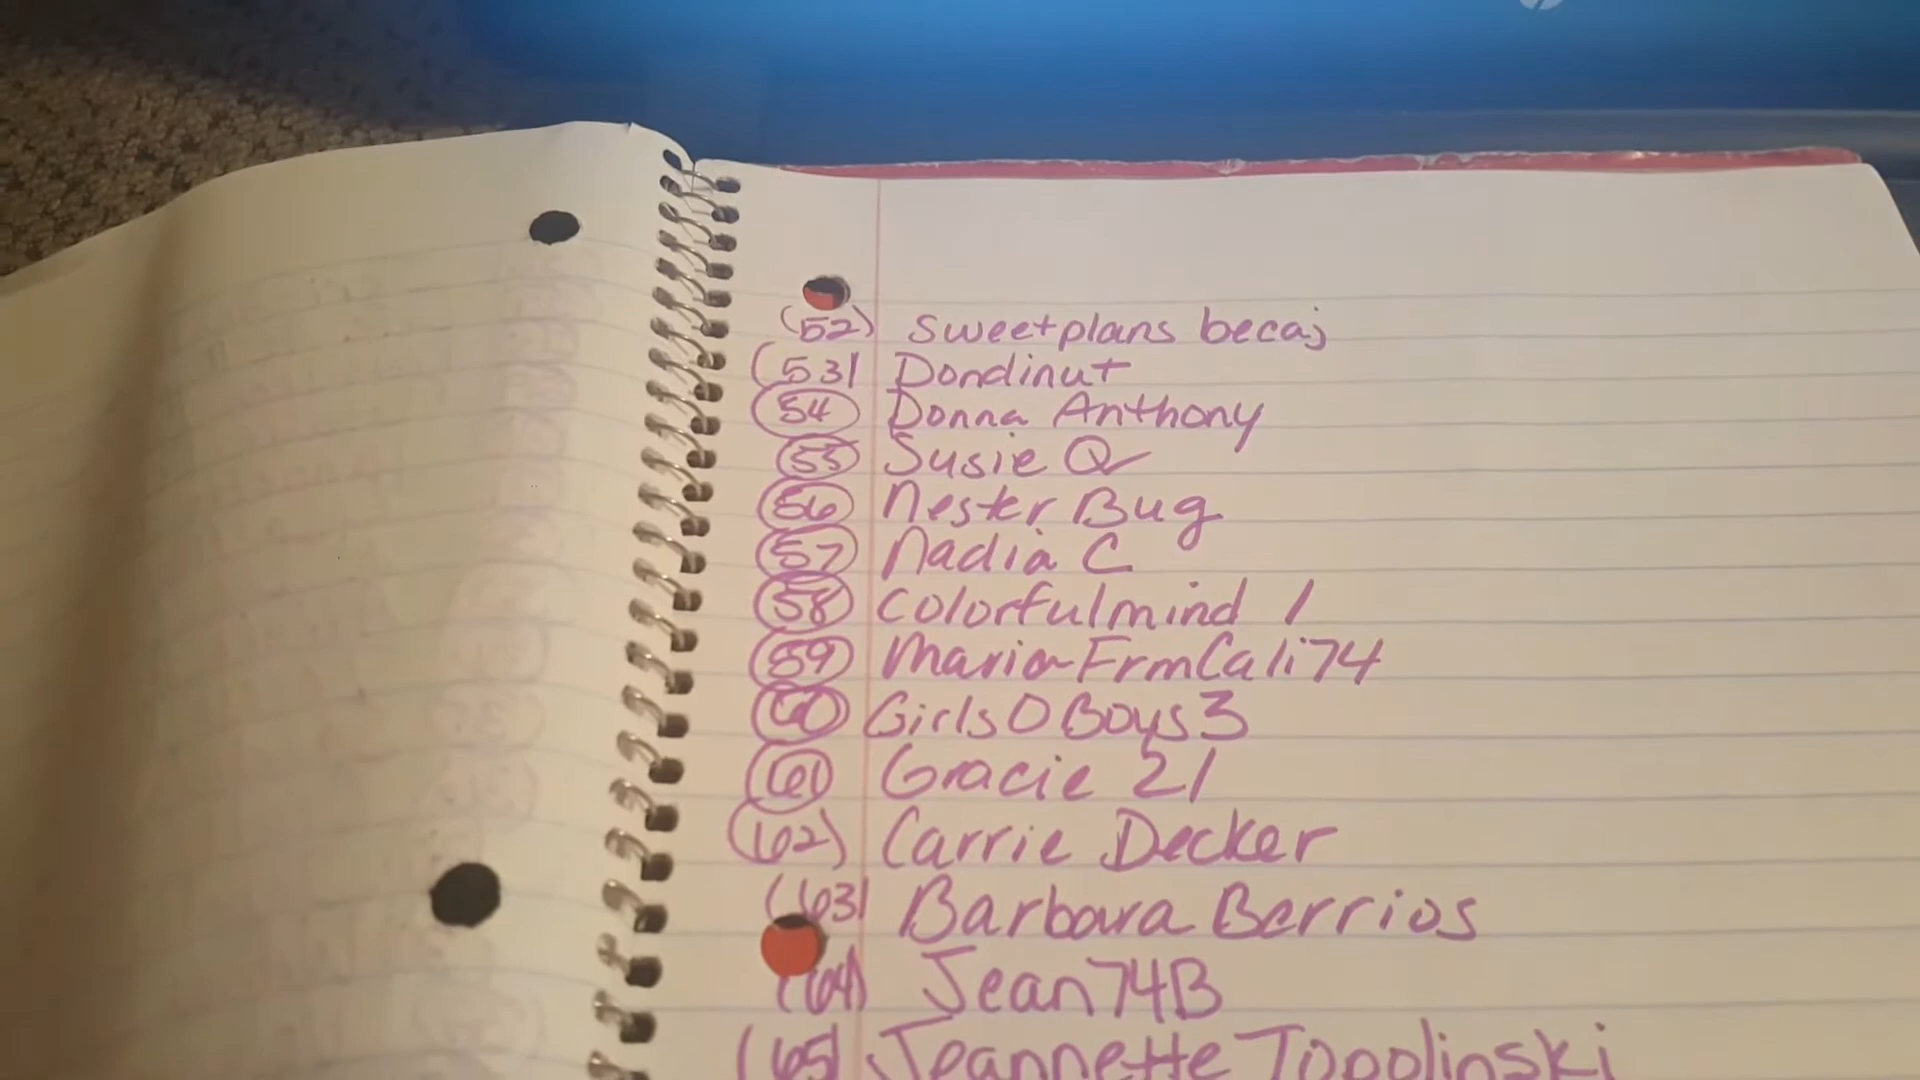 (52) Sweetplans becaj
(53) Dondinut
54 Donna Anthony
55 Susie Q
56 Nester Bug
57 Nadia C
58 Colorfulmind 1
59 MariaFrmCali74
60 Girls0Boys3
61 Gracie 21
(62) Carrie Decker
(63) Barbara Berrios
(64) Jean74B
(65) Jeannette Topolinski